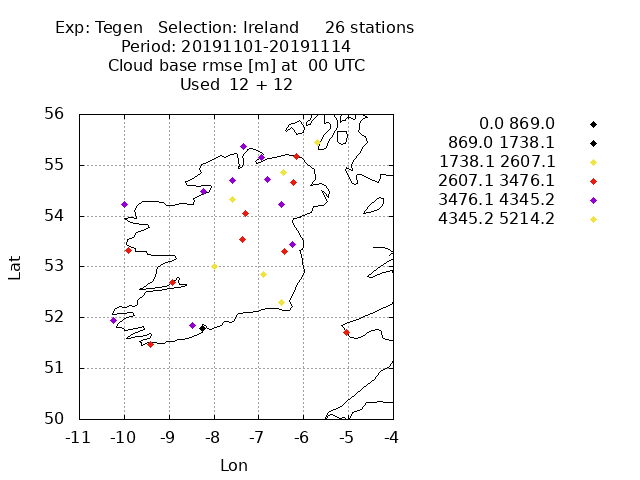 Exp: Tegen   Selection: Ireland     26 stations
Period: 20191101-20191114
Cloud base rmse [m] at  00 UTC
Used  12 + 12
0.0 869.0
869.0 1738.1
1738.1 2607.1
2607.1 3476.1
3476.1 4345.2
4345.2 5214.2
56
55
54
53
52
51
50
Lat
-11 -10 -9 -8 -7 -6 -5 -4
Lon